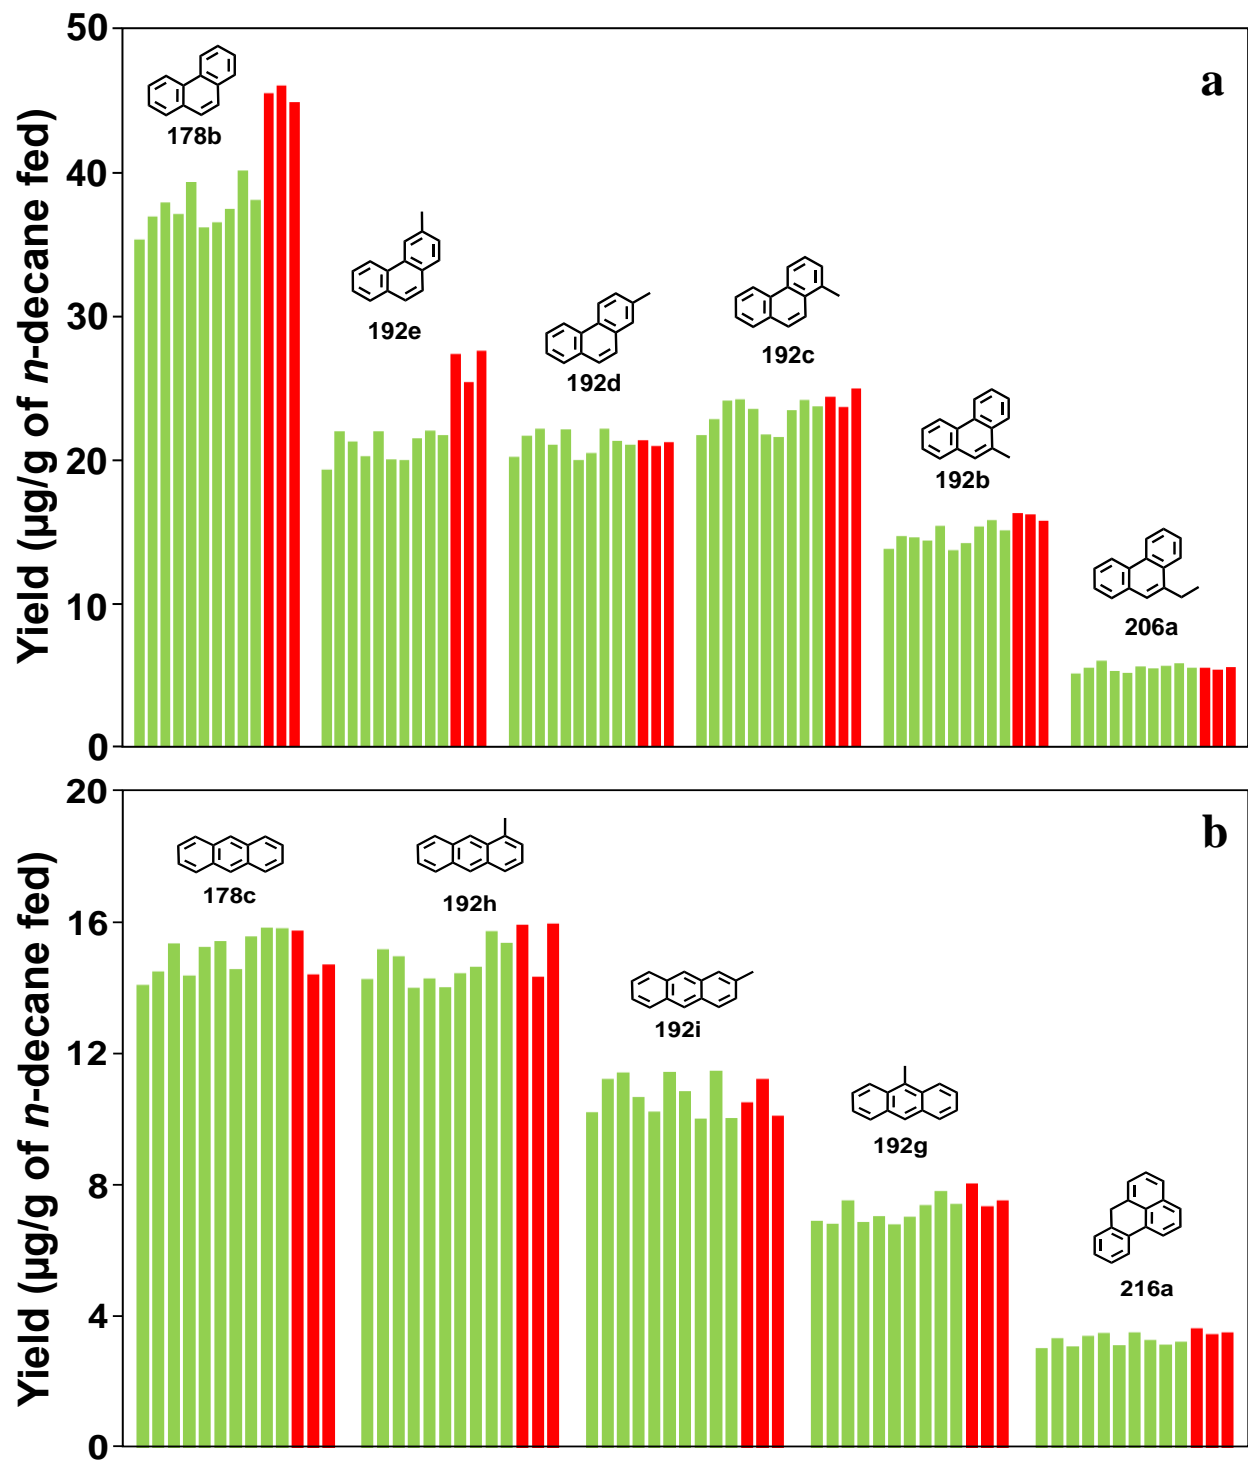 a
Yield (µg/g of n-decane fed)
50
40
30
20
10
0
178b
192e
192d
192c
192b
206a
b
Yield (µg/g of n-decane fed)
20
16
12
8
4
0
178c
192h
192i
192g
216a